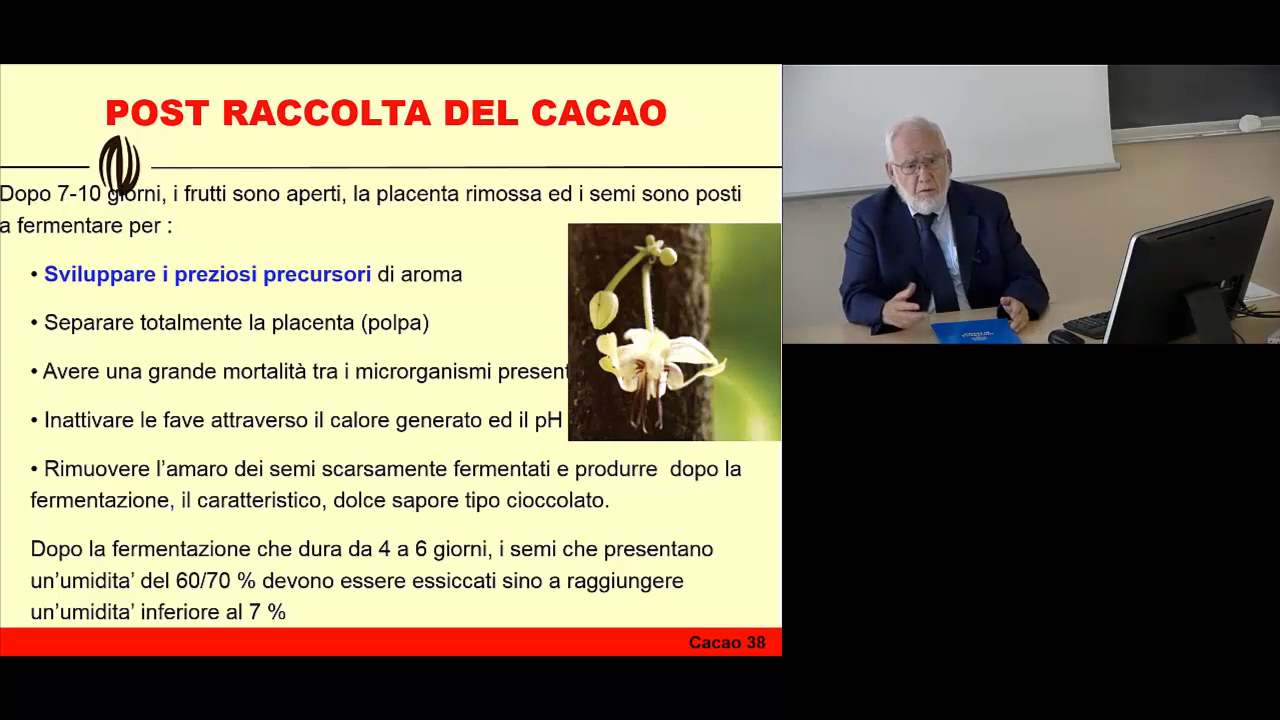 POST RACCOLTA DEL CACAO
Dopo 7-10 giorni, i frutti sono aperti, la placenta rimossa ed i semi sono posti
a fermentare per :
• Sviluppare i preziosi precursori di aroma
• Separare totalmente la placenta (polpa)
• Avere una grande mortalità tra i microrganismi present
• Inattivare le fave attraverso il calore generato ed il pH
• Rimuovere l’amaro dei semi scarsamente fermentati e produrre dopo la
fermentazione, il caratteristico, dolce sapore tipo cioccolato.
Dopo la fermentazione che dura da 4 a 6 giorni, i semi che presentano
un’umidita’ del 60/70 % devono essere essiccati sino a raggiungere
un’umidita’ inferiore al 7 %
Cacao 38